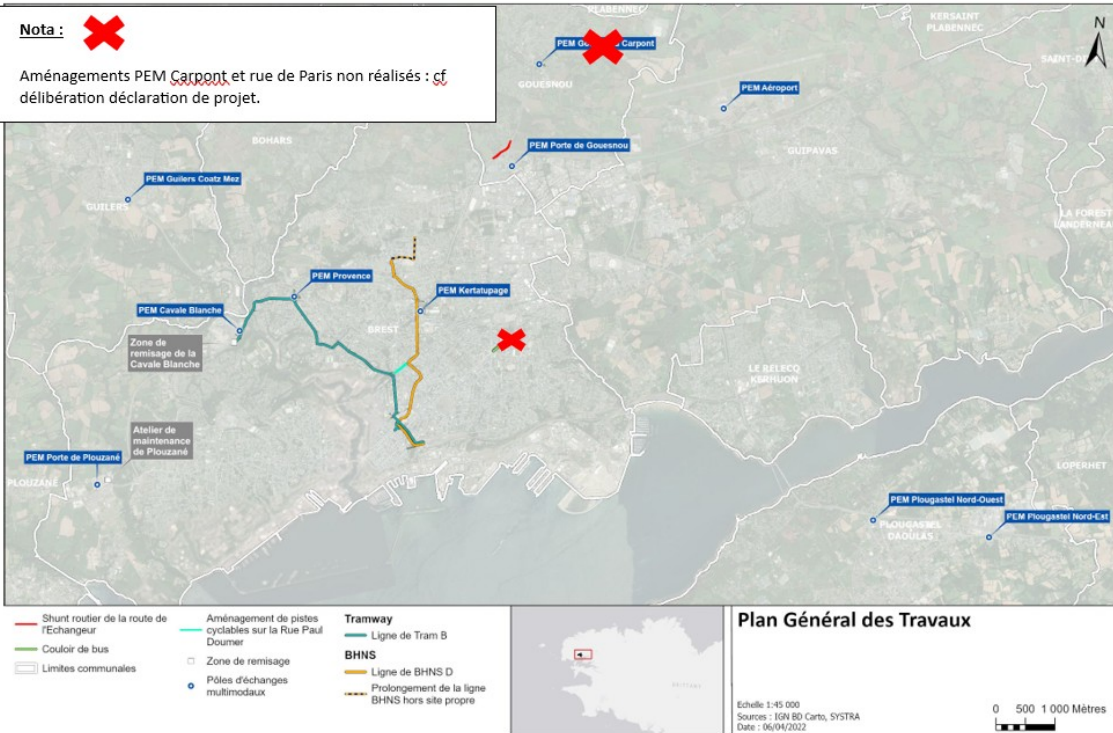 Nota :
Aménagements PEM Carpont et rue de Paris non réalisés : cf
délibération déclaration de projet.
PLABENNEC
KERSAINT
PLABENNEC
N
PEM Carpont
GOUESNOU
PEM Aéroport
BOHARS
PEM Porte de Gouesnou
GUIPAVAS
PEM Guilers Coatz Mez
GUILERS
LA FOREST
LANDERNEAU
PEM Provence
PEM Cavale Blanche
PEM Kertatupage
BREST
Zone de
remisage de la
Cavale Blanche
LE RELECQ
KERHUON
Atelier de
maintenance
de Plouzané
PEM Porte de Plouzané
PLOUZANÉ
LOPERHET
PEM Plougastel Nord-Ouest
PEM Plougastel Nord-Est
PLOUGASTEL
DAOULAS
Shunt routier de la route de
l'Echangeur
Couloir de bus
Limites communales
Aménagement de pistes
cyclables sur la Rue Paul
Doumer
Zone de remisage
Pôles d'échanges
multimodaux
Tramway
Ligne de Tram B
BHNS
Ligne de BHNS D
Prolongement de la ligne
BHNS hors site propre
Plan Général des Travaux
Echelle 1:45 000
Sources : IGN BD Carto, SYSTRA
Date : 06/04/2022
0 500 1 000 Mètres